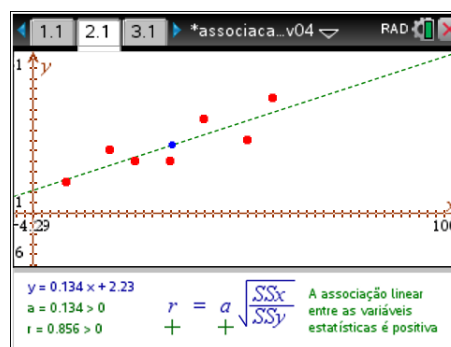 1.1 2.1 3.1 *associaca…v04 RAD
y
1
-4.29 100
6
y = 0.134 x + 2.23
a = 0.134 > 0
r = 0.856 > 0
r = a √SSx/SSy
+ +
A associação linear
entre as variáveis
estatísticas é positiva